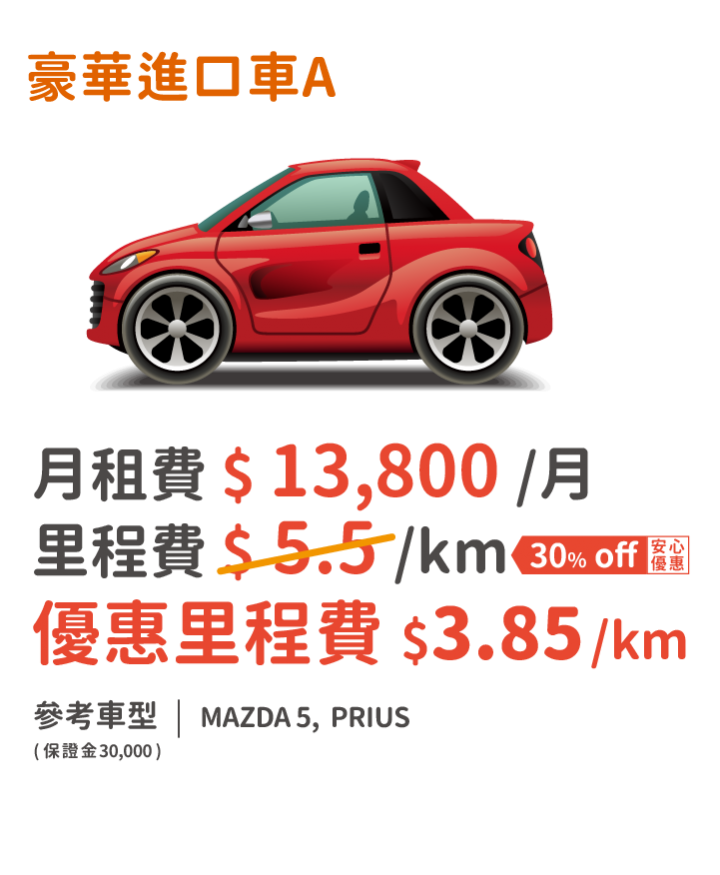 豪華進口車A
月租費 $ 13,800 /月
里程費 $ 5.5 /km 30% off 安心優惠
優惠里程費 $3.85/km
參考車型 | MAZDA 5, PRIUS
( 保證金30,000 )